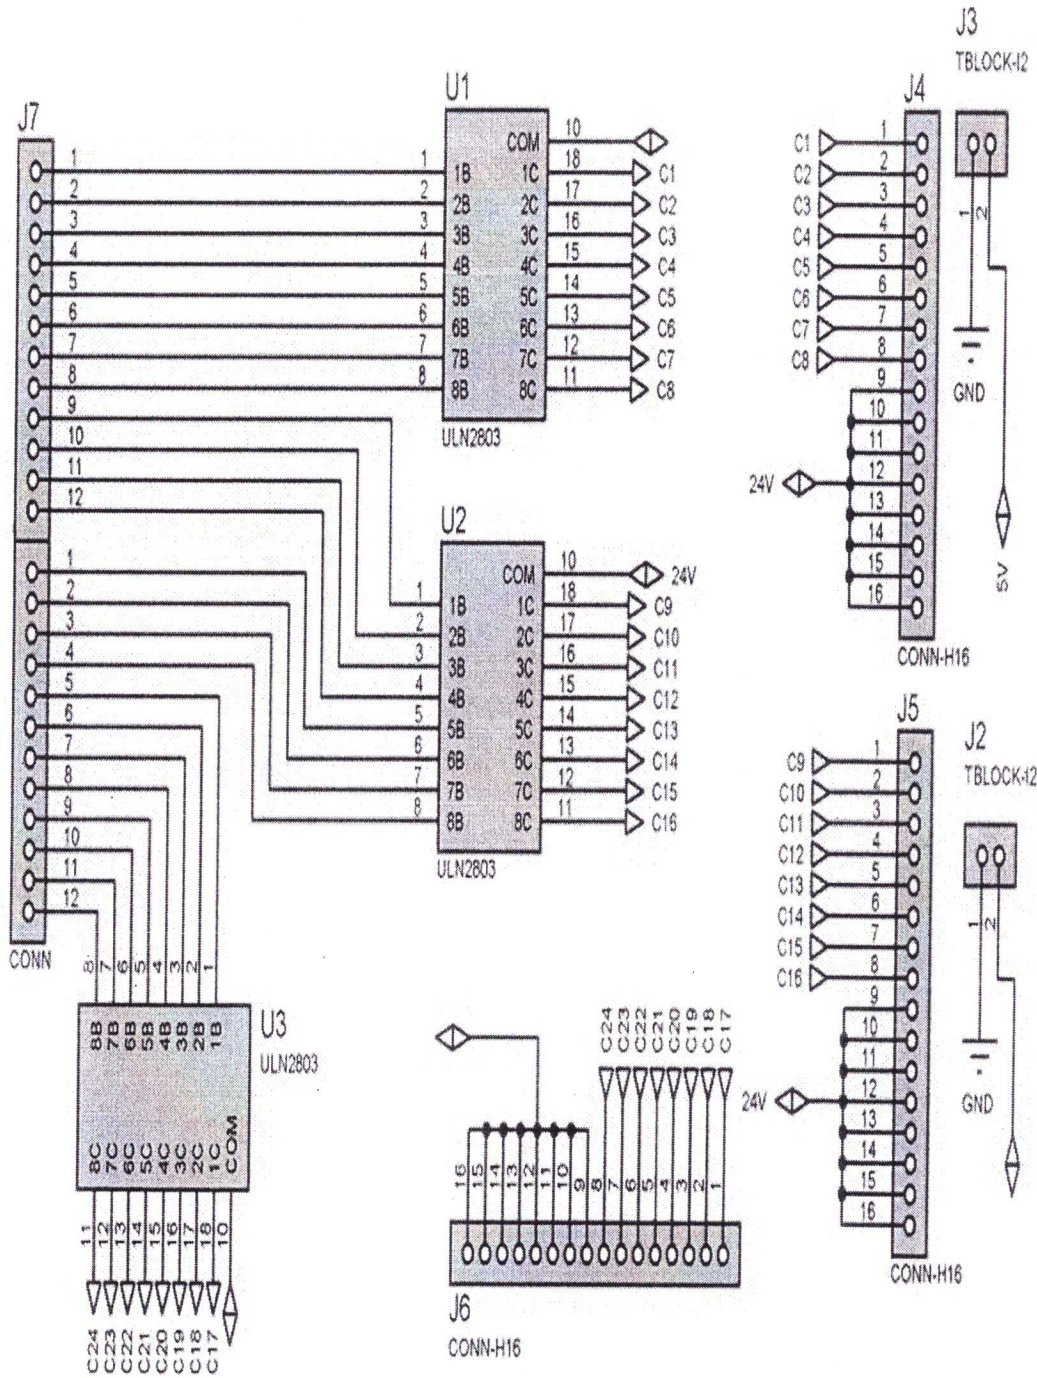 J7
1
2
3
4
5
6
7
8
9
10
11
12
1
2
3
4
5
6
7
8
9
10
11
12
CONN
U1
1 1B COM 10
2 2B 1C 18 C1
3 3B 2C 17 C2
4 4B 3C 16 C3
5 5B 4C 15 C4
6 6B 5C 14 C5
7 7B 6C 13 C6
8 8B 7C 12 C7
8C 11 C8
ULN2803
U2
COM 10 24V
1 1B 1C 18 C9
2 2B 2C 17 C10
3 3B 3C 16 C11
4 4B 4C 15 C12
5 5B 5C 14 C13
6 6B 6C 13 C14
7 7B 7C 12 C15
8 8B 8C 11 C16
ULN2803
8 7 6 5 4 3 2 1
8B 7B 6B 5B 4B 3B 2B 1B
U3
ULN2803
8C 7C 6C 5C 4C 3C 2C 1C COM
11 12 13 14 15 16 17 18 10
C24 C23 C22 C21 C20 C19 C18 C17
C24 C23 C22 C21 C20 C19 C18 C17
16 15 14 13 12 11 10 9 8 7 6 5 4 3 2 1
J6
CONN-H16
J4
C1 1
C2 2
C3 3
C4 4
C5 5
C6 6
C7 7
C8 8
9
10
11
24V 12
13
14
15
16
CONN-H16
J3
TBLOCK-I2
1 2
GND
5V
J5
C9 1
C10 2
C11 3
C12 4
C13 5
C14 6
C15 7
C16 8
9
10
11
24V 12
13
14
15
16
CONN-H16
J2
TBLOCK-I2
1 2
GND